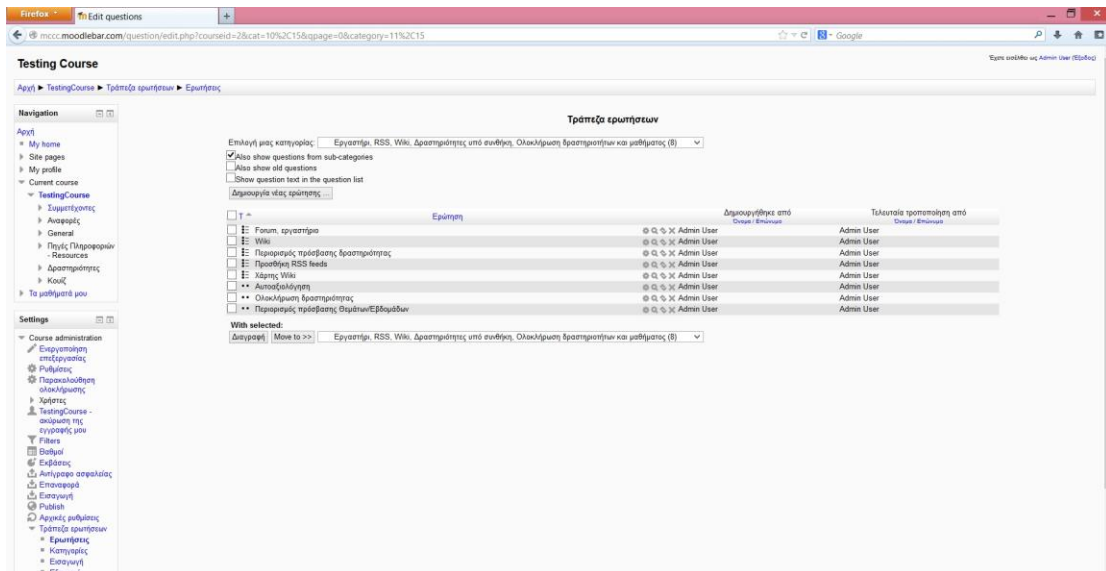 Firefox
Edit questions
mccc.moodlebar.com/question/edit.php?courseid=2&cat=10%2C15&qpage=0&category=11%2C15
Google
Testing Course
Έχετε εισέλθει ως Admin User (Έξοδος)
Αρχή ► TestingCourse ► Τράπεζα ερωτήσεων ► Ερωτήσεις
Navigation
Αρχή
My home
Site pages
My profile
Current course
TestingCourse
Συμμετέχοντες
Αναφορές
General
Πηγές Πληροφοριών
- Resources
Δραστηριότητες
Κουίζ
Τα μαθήματά μου
Settings
Course administration
Ενεργοποίηση
επεξεργασίας
Ρυθμίσεις
Παρακολούθηση
ολοκλήρωσης
Χρήστες
TestingCourse -
ακύρωση της
εγγραφής μου
Filters
Βαθμοί
Εκβάσεις
Αντίγραφο ασφαλείας
Επαναφορά
Εισαγωγή
Publish
Αρχικές ρυθμίσεις
Τράπεζα ερωτήσεων
Ερωτήσεις
Κατηγορίες
Εισαγωγή
Τράπεζα ερωτήσεων
Επιλογή μιας κατηγορίας: Εργαστήρι, RSS, Wiki, Δραστηριότητες υπό συνθήκη, Ολοκλήρωση δραστηριοτήτων και μαθήματος (8)
Also show questions from sub-categories
Also show old questions
Show question text in the question list
Δημιουργία νέας ερώτησης ...
T Ερώτηση Δημιουργήθηκε από Τελευταία τροποποίηση από
Όνομα / Επώνυμο Όνομα / Επώνυμο
Forum, εργαστήριο Admin User Admin User
Wiki Admin User Admin User
Περιορισμός πρόσβασης δραστηριότητας Admin User Admin User
Προσθήκη RSS feeds Admin User Admin User
Χάρτης Wiki Admin User Admin User
Αυτοαξιολόγηση Admin User Admin User
Ολοκλήρωση δραστηριότητας Admin User Admin User
Περιορισμός πρόσβασης Θεμάτων/Εβδομάδων Admin User Admin User
With selected:
Διαγραφή Move to >> Εργαστήρι, RSS, Wiki, Δραστηριότητες υπό συνθήκη, Ολοκλήρωση δραστηριοτήτων και μαθήματος (8)